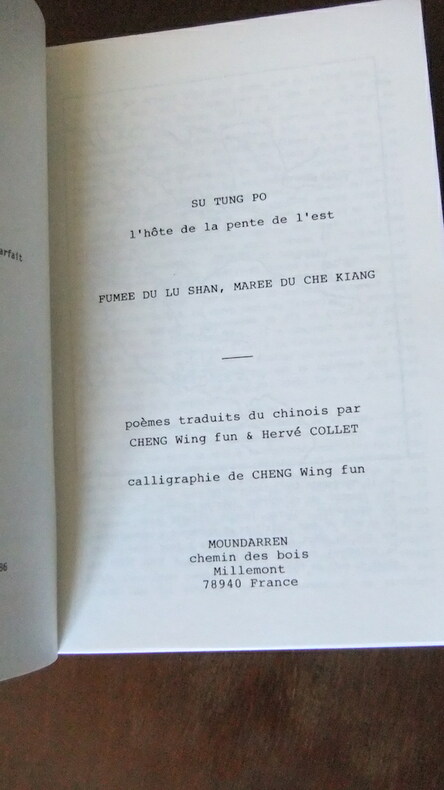 arfait
86
SU TUNG PO
l'hôte de la pente de l'est
FUMEE DU LU SHAN, MAREE DU CHE KIANG
poèmes traduits du chinois par
CHENG Wing fun & Hervé COLLET
calligraphie de CHENG Wing fun
MOUNDARREN
chemin des bois
Millemont
78940 France